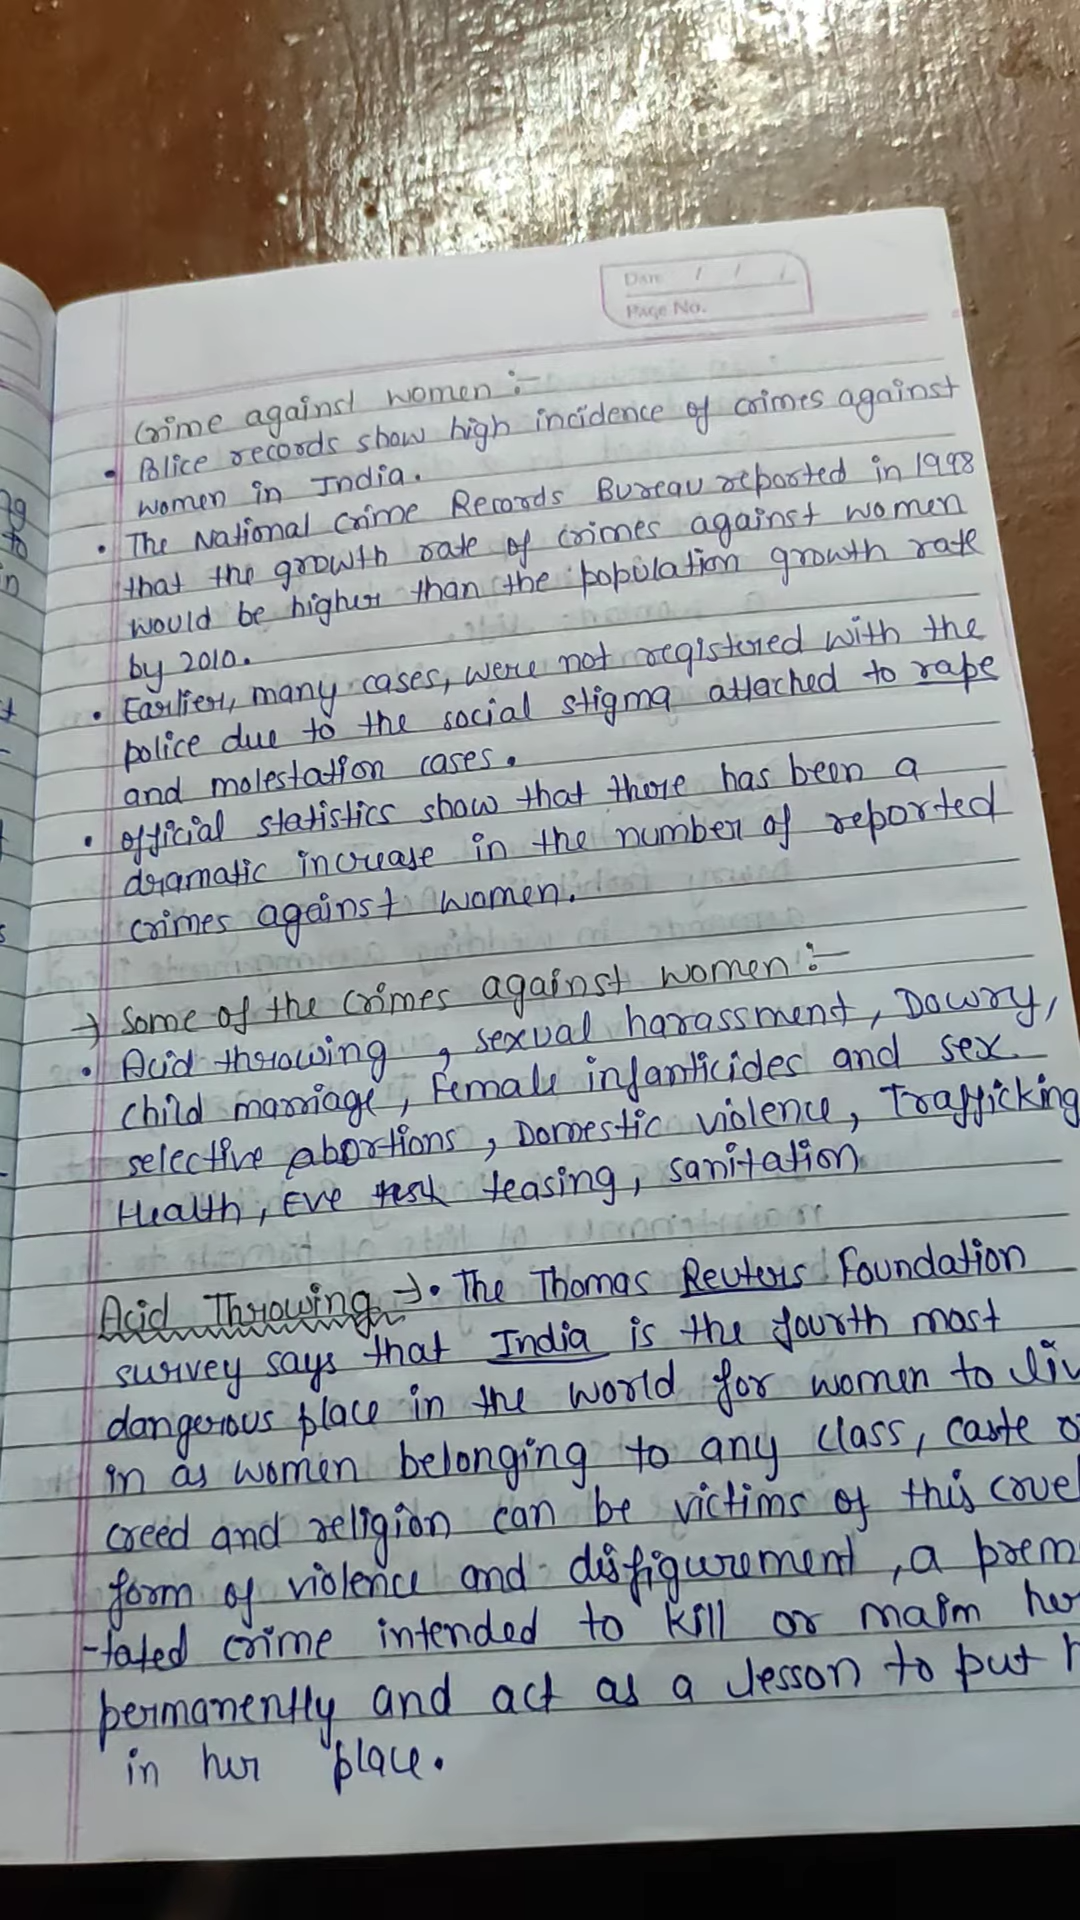 Date / / /
Page No.
Crime against women :-
• Police records show high incidence of crimes against
women in India.
• The National Crime Records Bureau reported in 1998
that the growth rate of crimes against women
would be higher than the population growth rate
by 2010.
• Earlier, many cases, were not registered with the
police due to the social stigma attached to rape
and molestation cases.
• official statistics show that there has been a
dramatic increase in the number of reported
crimes against women.
→ Some of the crimes against women :-
• Acid throwing , sexual harassment, Dowry,
child marriage, Female infanticides and sex
selective abortions, Domestic violence, Trafficking
Health, Eve teasing, sanitation
Acid Throwing → • The Thomas Reuters Foundation
survey says that India is the fourth most
dangerous place in the world for women to liv
in as women belonging to any class, caste o
creed and religion can be victims of this cruel
form of violence and disfigurement, a prem
-tated crime intended to kill or maim her
permanently and act as a lesson to put h
in her place.